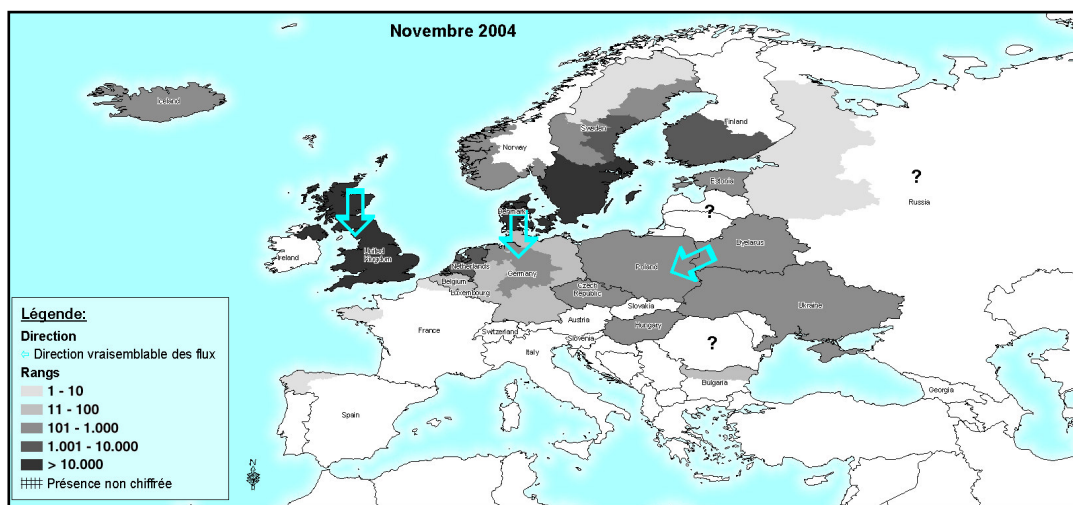 Novembre 2004
Iceland
Norway
Sweden
Finland
Estonia
?
Russia
?
Denmark
Ireland
United
Kingdom
Netherlands
Belgium
Luxembourg
Germany
Poland
Byelarus
Czech
Republic
Ukraine
Slovakia
France
Switzerland
Austria
Hungary
Slovenia
Italy
?
Bulgaria
Georgia
Spain
Légende:
Direction
Direction vraisemblable des flux
Rangs
1 - 10
11 - 100
101 - 1.000
1.001 - 10.000
> 10.000
Présence non chiffrée
N